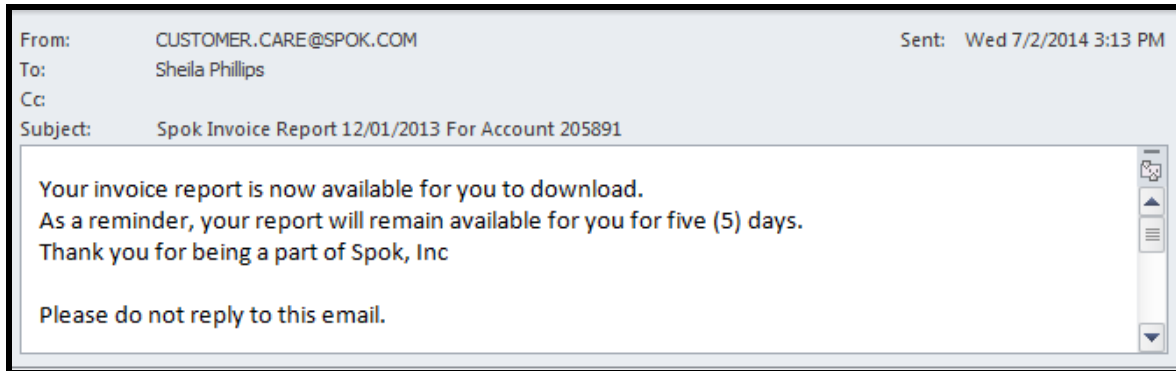 From: CUSTOMER.CARE@SPOK.COM Sent: Wed 7/2/2014 3:13 PM
To: Sheila Phillips
Cc:
Subject: Spok Invoice Report 12/01/2013 For Account 205891
Your invoice report is now available for you to download.
As a reminder, your report will remain available for you for five (5) days.
Thank you for being a part of Spok, Inc
Please do not reply to this email.